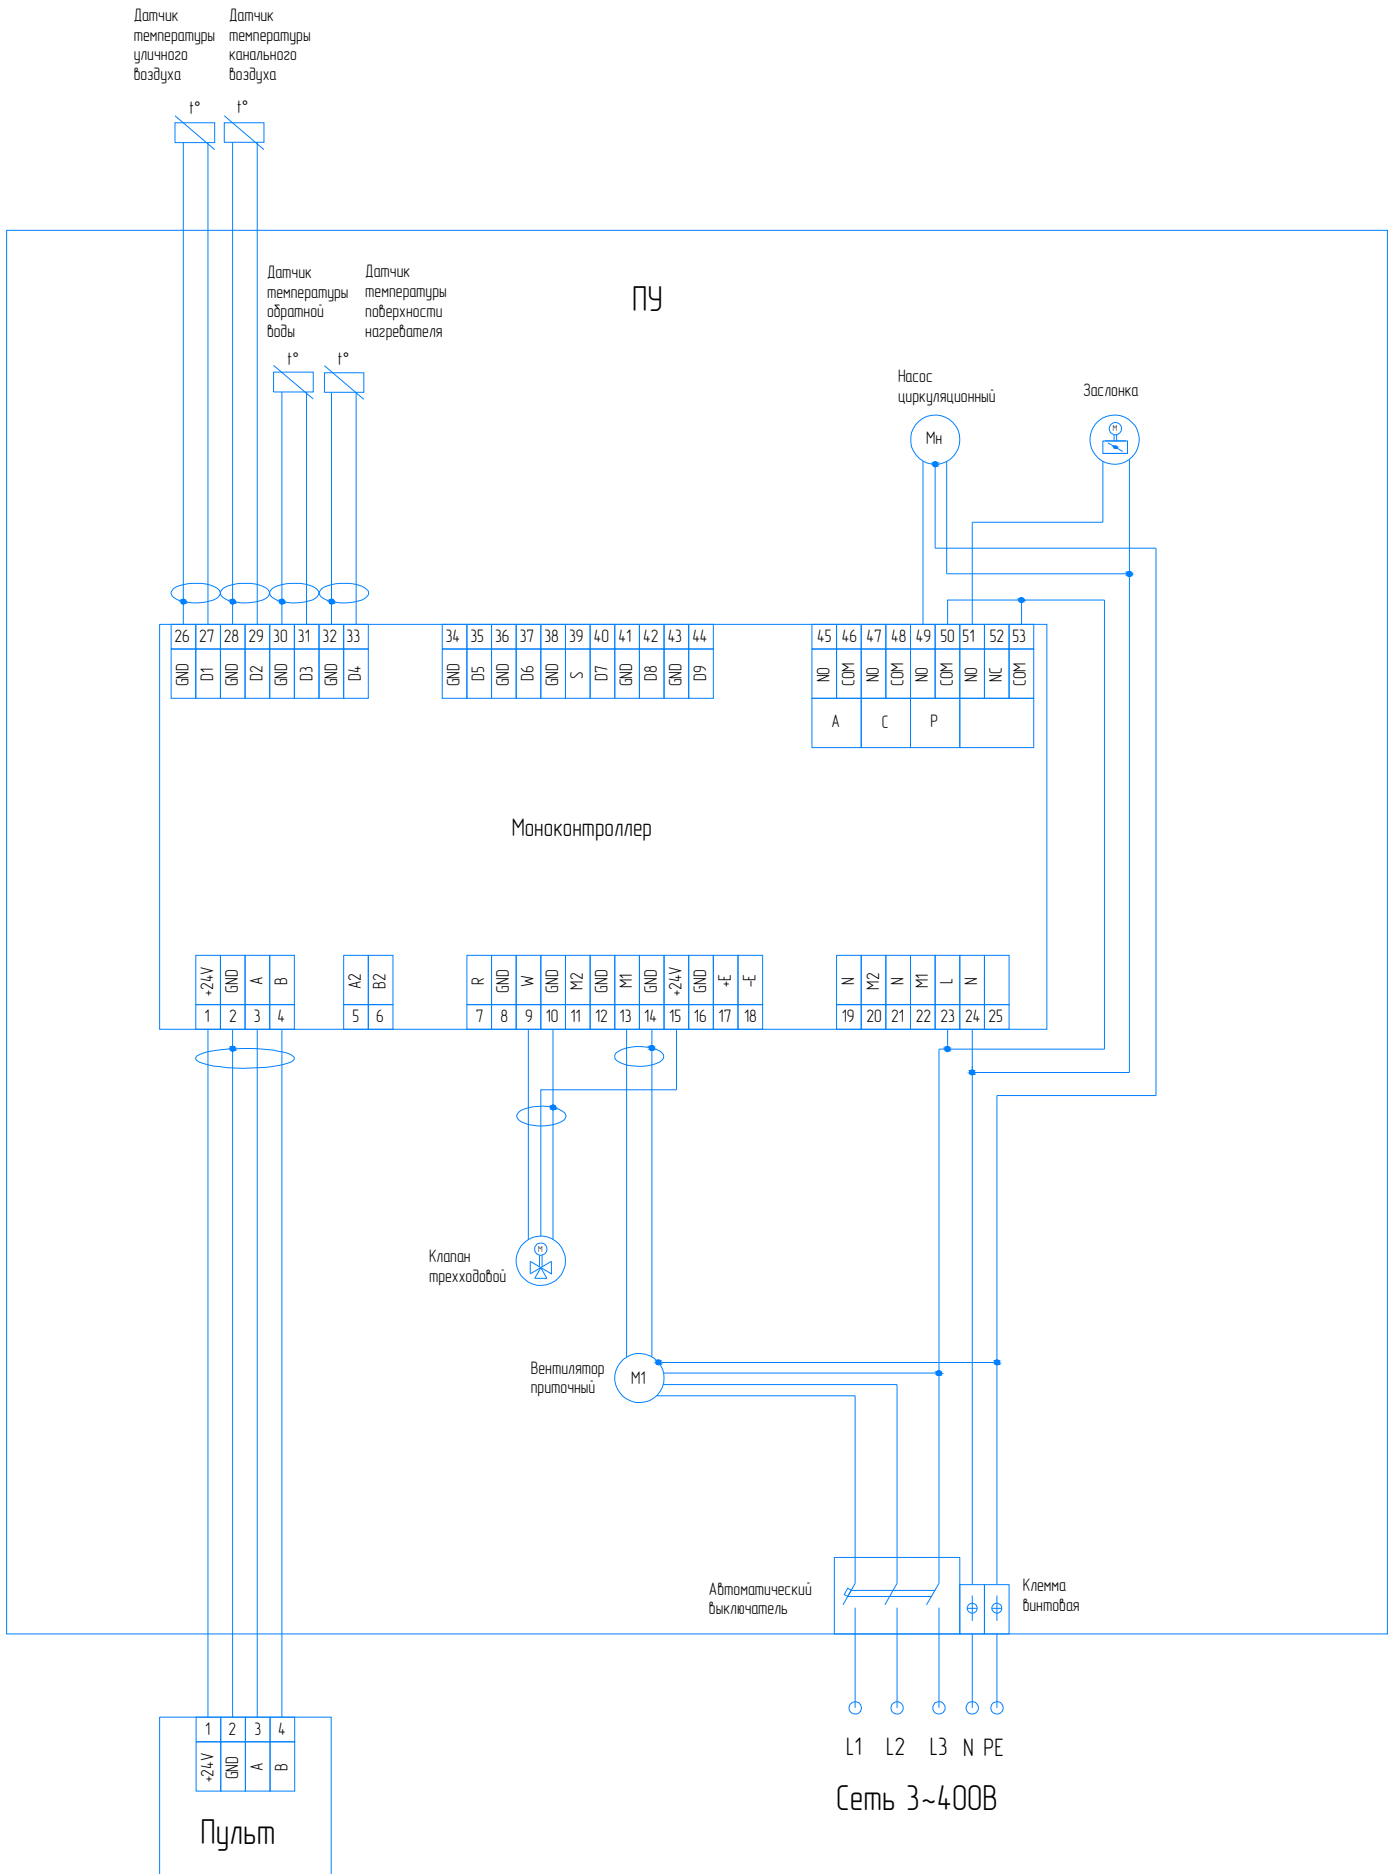 Датчик
температуры
уличного
воздуха
Датчик
температуры
канального
воздуха
t°
t°
Датчик
температуры
обратной
воды
Датчик
температуры
поверхности
нагревателя
t°
t°
ПУ
Насос
циркуляционный
Мн
Заслонка
М
26 27 28 29 30 31 32 33
GND D1 GND D2 GND D3 GND D4
34 35 36 37 38 39 40 41 42 43 44
GND D5 GND D6 GND S D7 GND D8 GND D9
45 46 47 48 49 50 51 52 53
NO COM NO COM NO COM NO NC COM
A C P
Моноконтроллер
+24V GND A B
1 2 3 4
A2 B2
5 6
R GND W GND M2 GND M1 GND +24V GND +E -E
7 8 9 10 11 12 13 14 15 16 17 18
N M2 N M1 L N
19 20 21 22 23 24 25
Клапан
трехходовой
М
Вентилятор
приточный
М1
Автоматический
выключатель
Клемма
винтовая
L1 L2 L3 N PE
Сеть 3~400В
1 2 3 4
+24V GND A B
Пульт